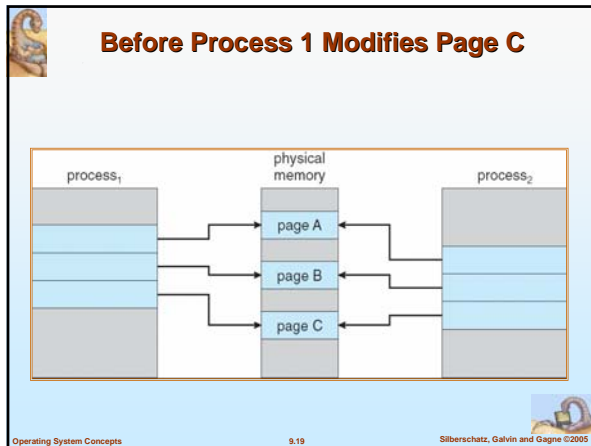 Before Process 1 Modifies Page C
process₁
physical
memory
process₂
page A
page B
page C
Operating System Concepts
9.19
Silberschatz, Galvin and Gagne ©2005